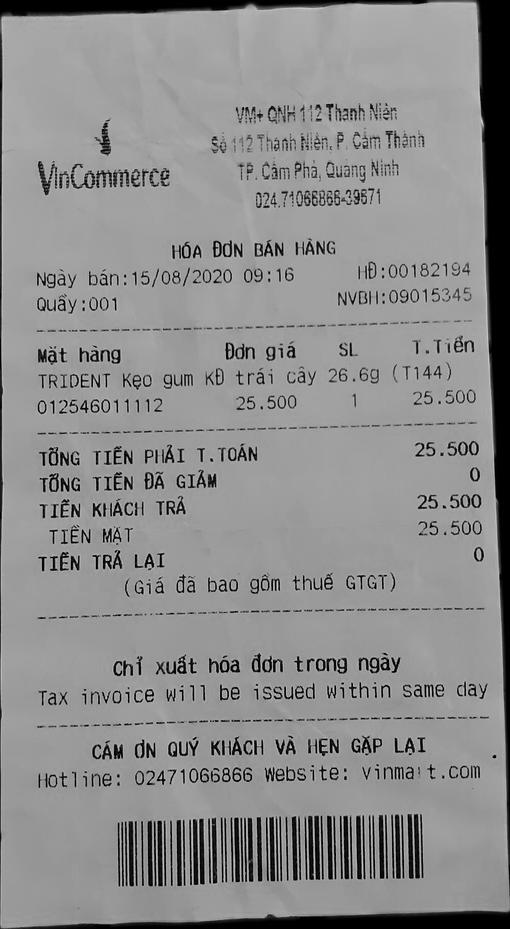 VinCommerce
VM+ QNH 112 Thanh Niên
Số 112 Thanh Niên, P. Cẩm Thành
TP. Cẩm Phả, Quảng Ninh
024.71066866-39671
HÓA ĐƠN BÁN HÀNG
Ngày bán:15/08/2020 09:16 HĐ:00182194
Quầy:001 NVBH:09015345
Mặt hàng Đơn giá SL T.Tiền
TRIDENT Kẹo gum KĐ trái cây 26.6g (T144)
012546011112 25.500 1 25.500
TỔNG TIỀN PHẢI T.TOÁN 25.500
TỔNG TIỀN ĐÃ GIẢM 0
TIỀN KHÁCH TRẢ 25.500
TIỀN MẶT 25.500
TIỀN TRẢ LẠI 0
(Giá đã bao gồm thuế GTGT)
Chỉ xuất hóa đơn trong ngày
Tax invoice will be issued within same day
CẢM ƠN QUÝ KHÁCH VÀ HẸN GẶP LẠI
Hotline: 02471066866 Website: vinmart.com